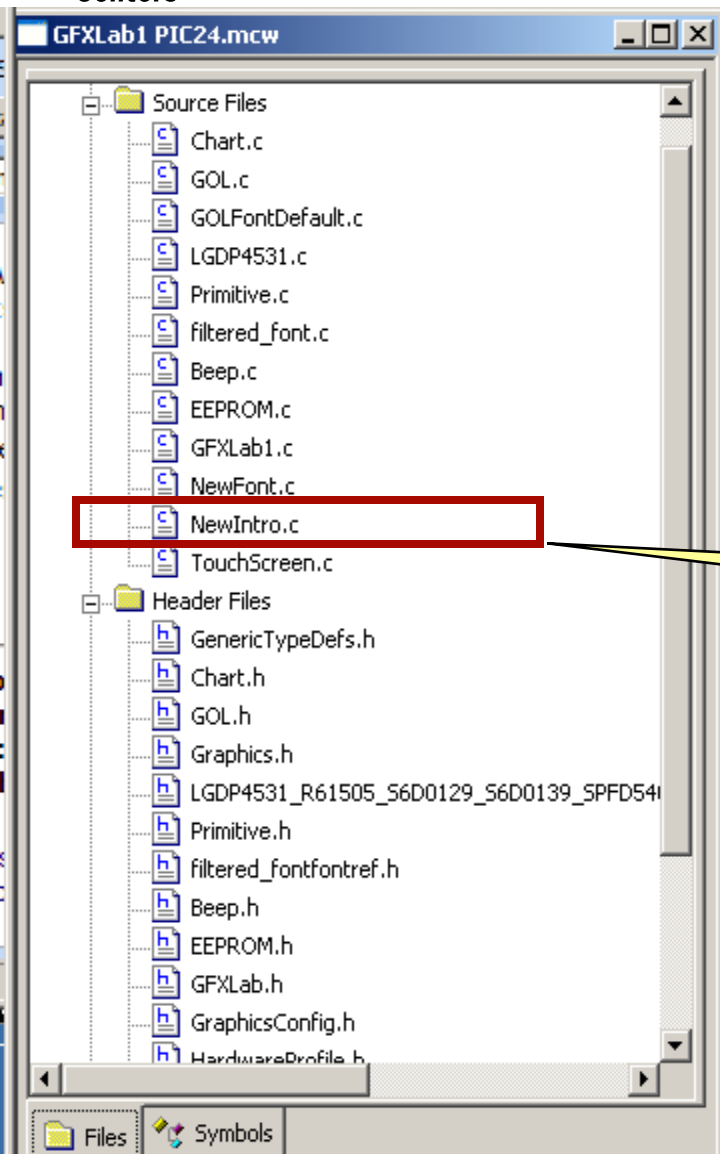 GFXLab1 PIC24.mcw
Source Files
Chart.c
GOL.c
GOLFontDefault.c
LGDP4531.c
Primitive.c
filtered_font.c
Beep.c
EEPROM.c
GFXLab1.c
NewFont.c
NewIntro.c
TouchScreen.c
Header Files
GenericTypeDefs.h
Chart.h
GOL.h
Graphics.h
LGDP4531_R61505_S6D0129_S6D0139_SPFD54
Primitive.h
filtered_fontfontref.h
Beep.h
EEPROM.h
GFXLab.h
GraphicsConfig.h
HardwareProfile.h
Files
Symbols